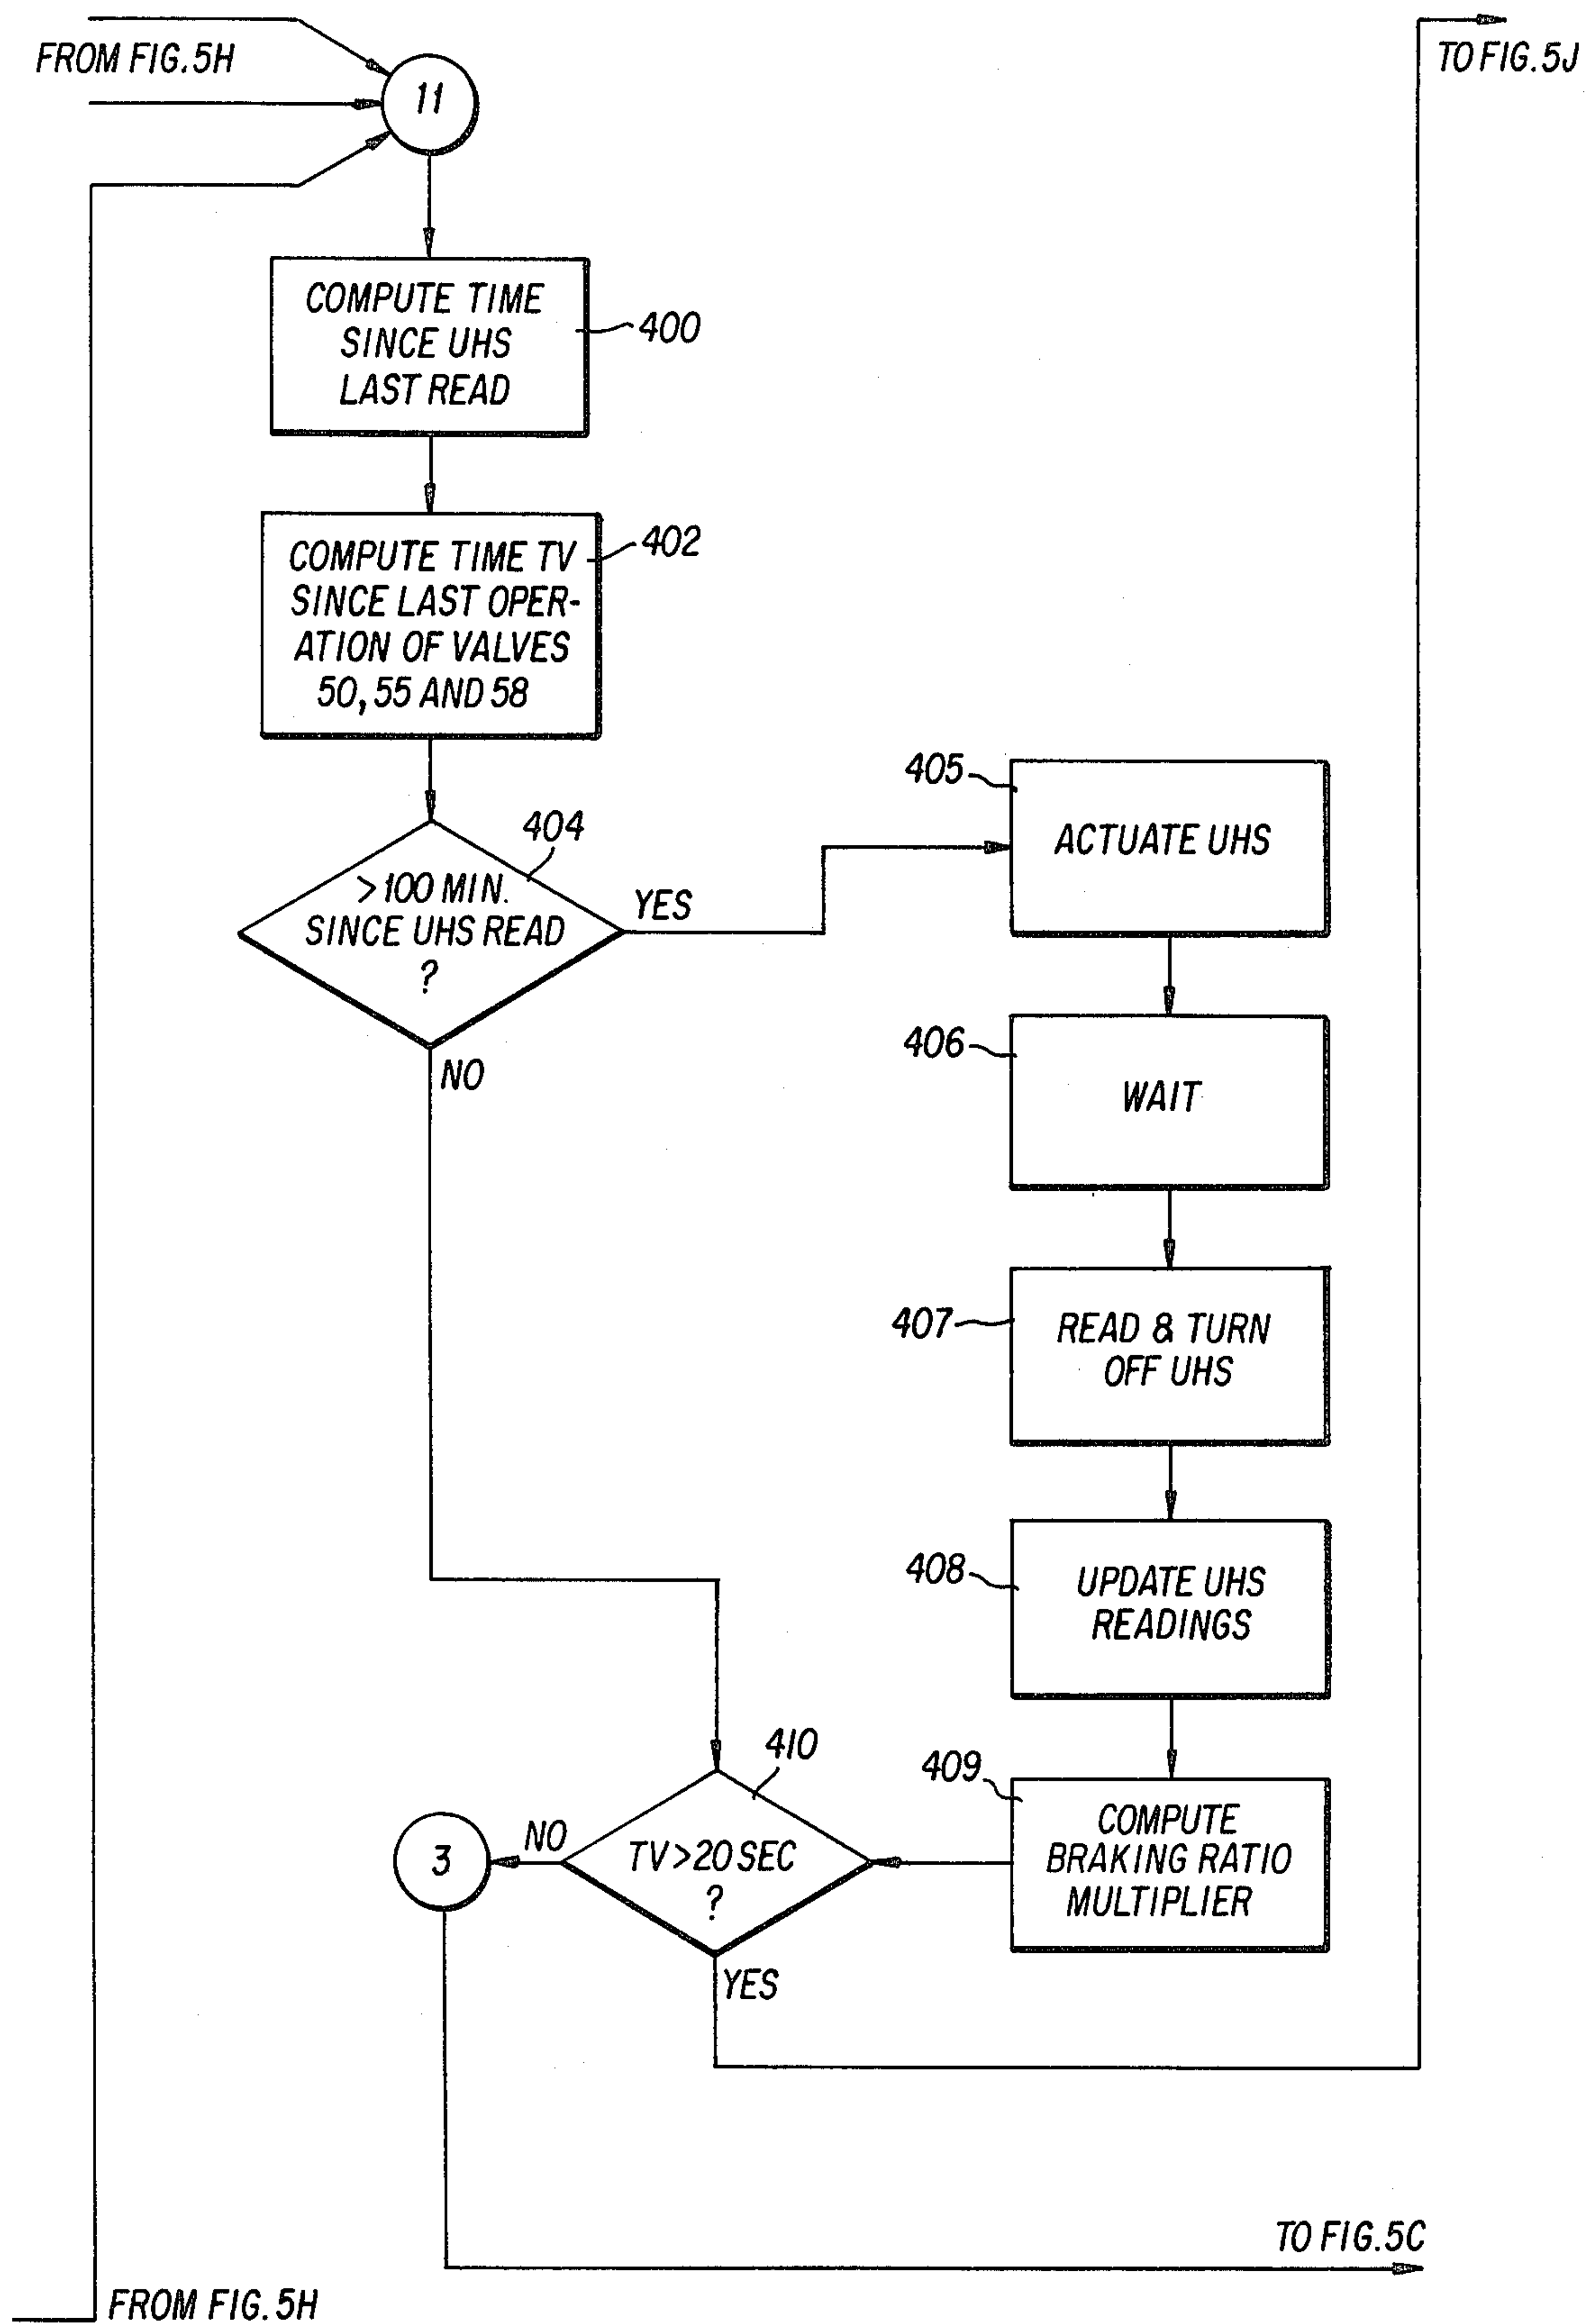 FROM FIG. 5H
TO FIG. 5J
11
COMPUTE TIME
SINCE UHS
LAST READ
400
COMPUTE TIME TV
SINCE LAST OPER-
ATION OF VALVES
50, 55 AND 58
402
404
>100 MIN.
SINCE UHS READ
?
YES
NO
405
ACTUATE UHS
406
WAIT
407
READ & TURN
OFF UHS
408
UPDATE UHS
READINGS
409
COMPUTE
BRAKING RATIO
MULTIPLIER
410
TV>20 SEC
?
NO
3
YES
TO FIG. 5C
FROM FIG. 5H